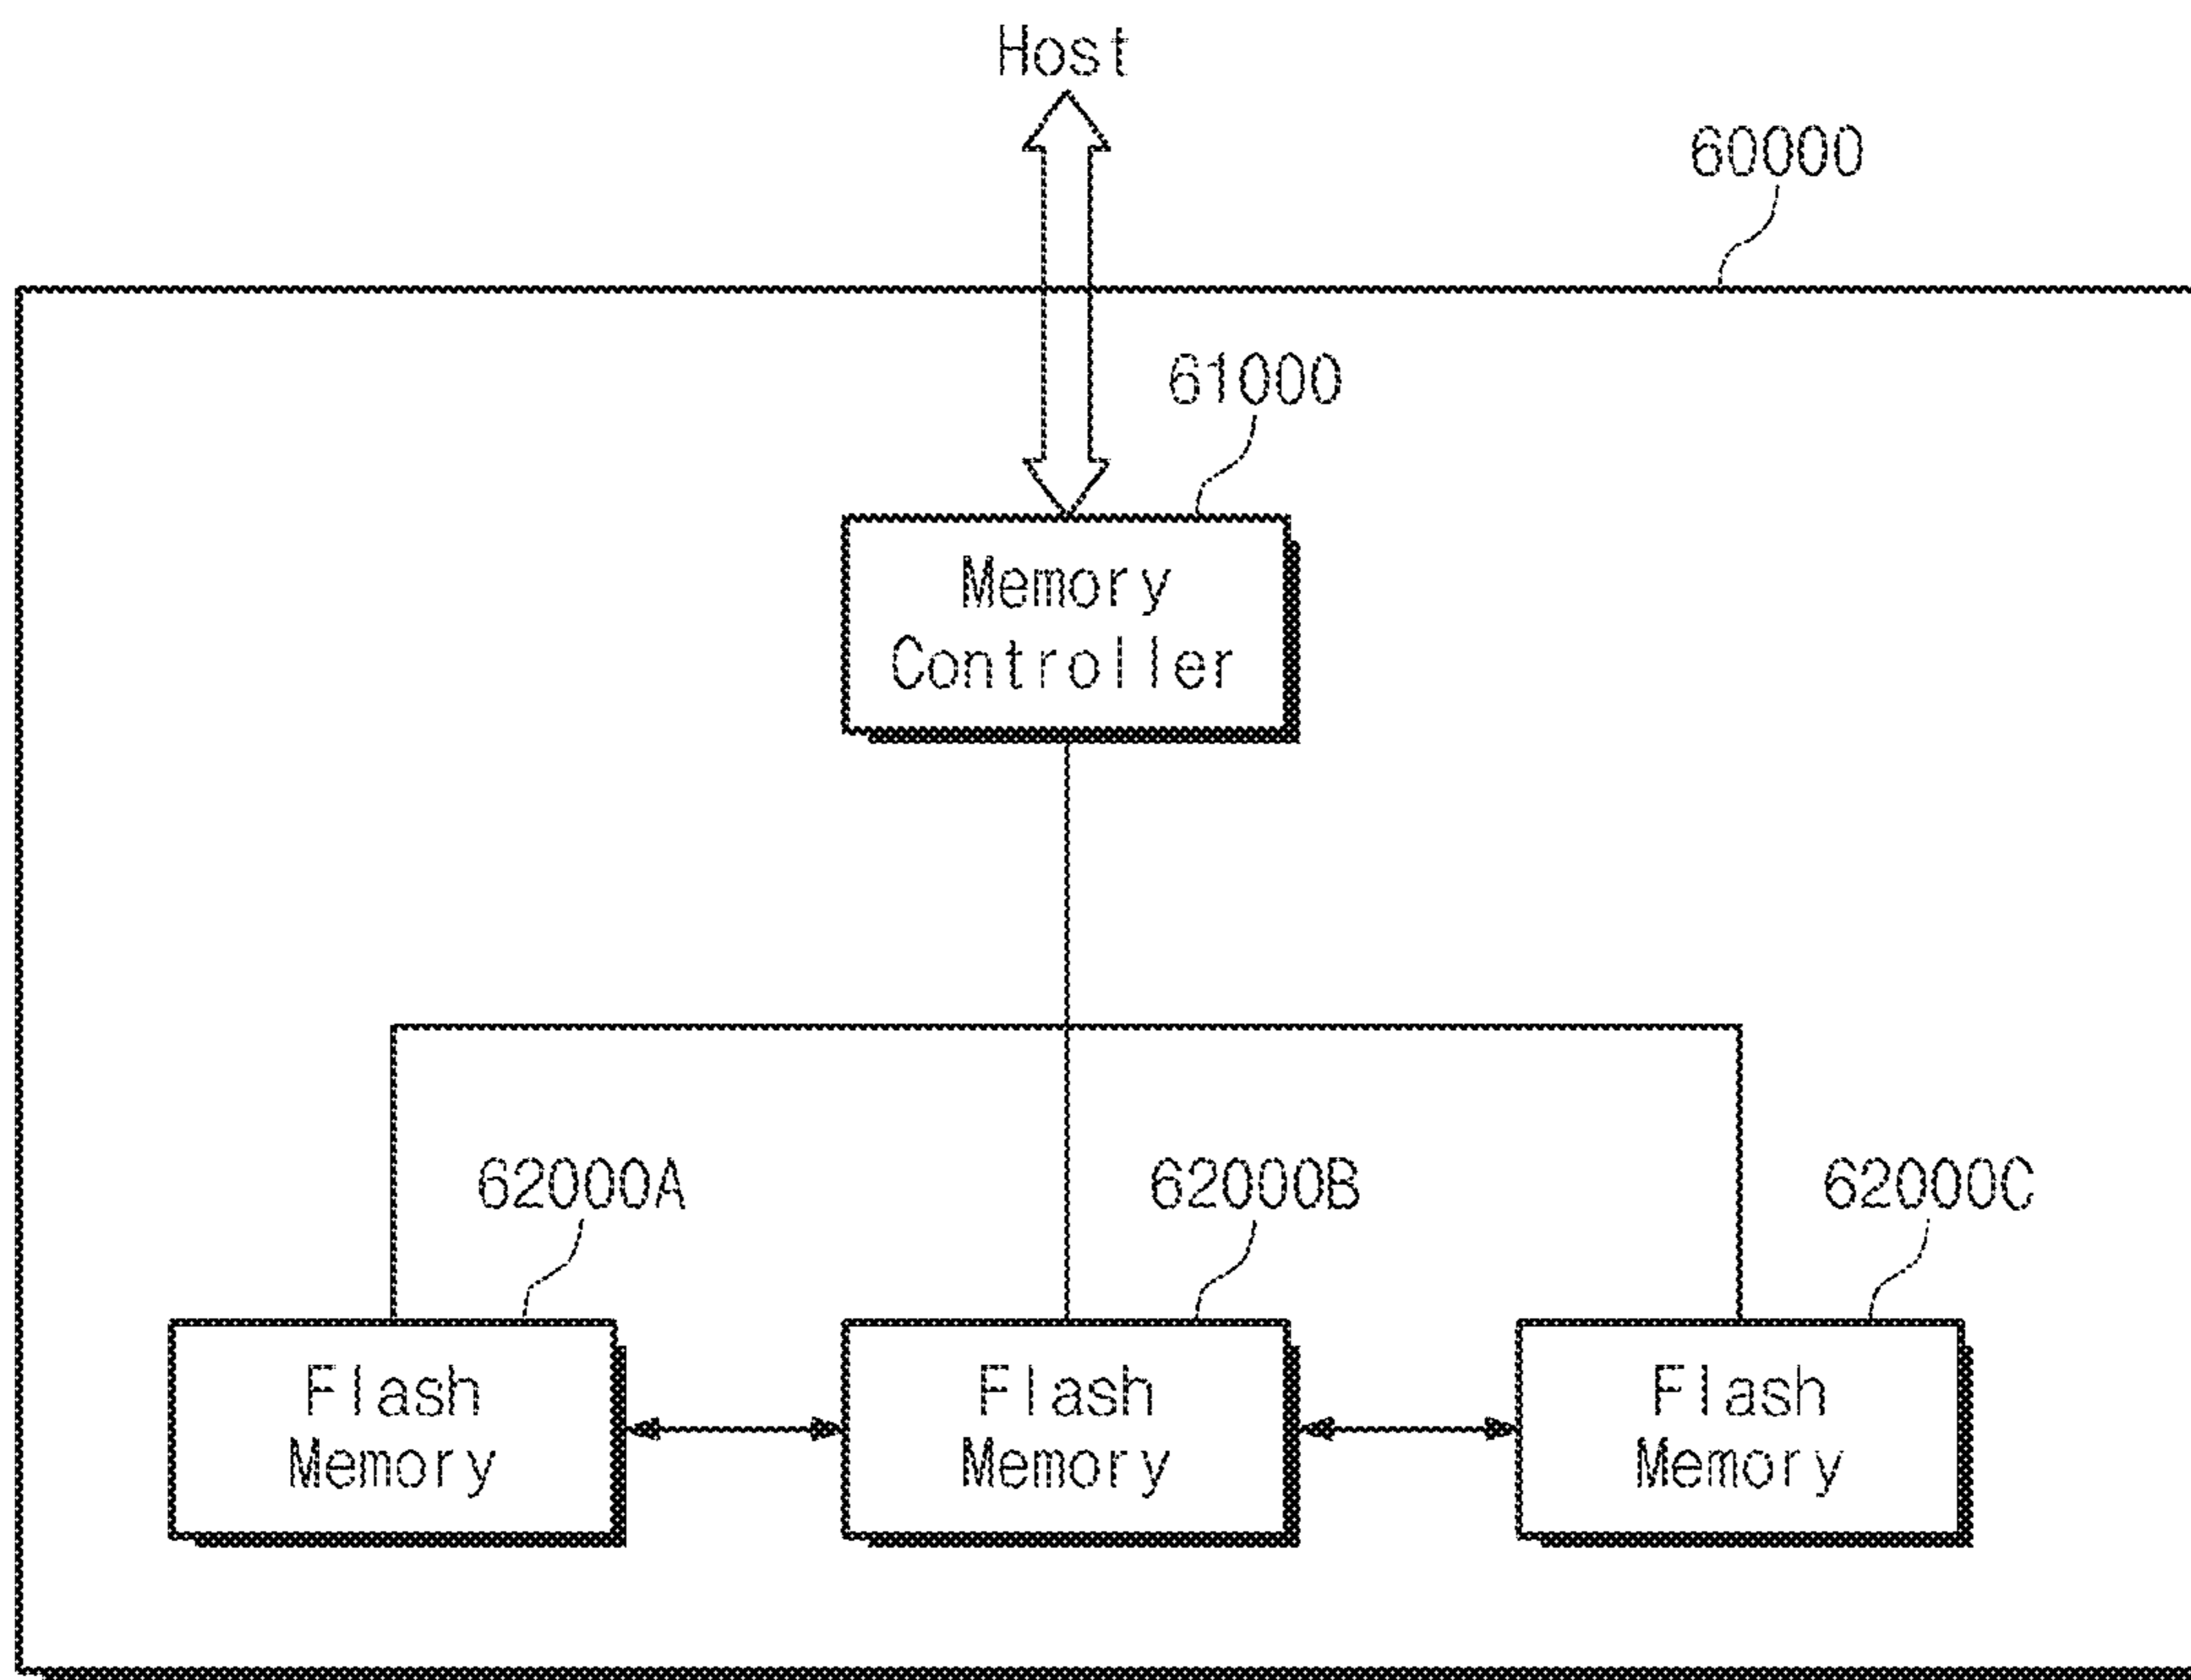 Host
60000
61000
Memory
Controller
62000A
62000B
62000C
Flash
Memory
Flash
Memory
Flash
Memory